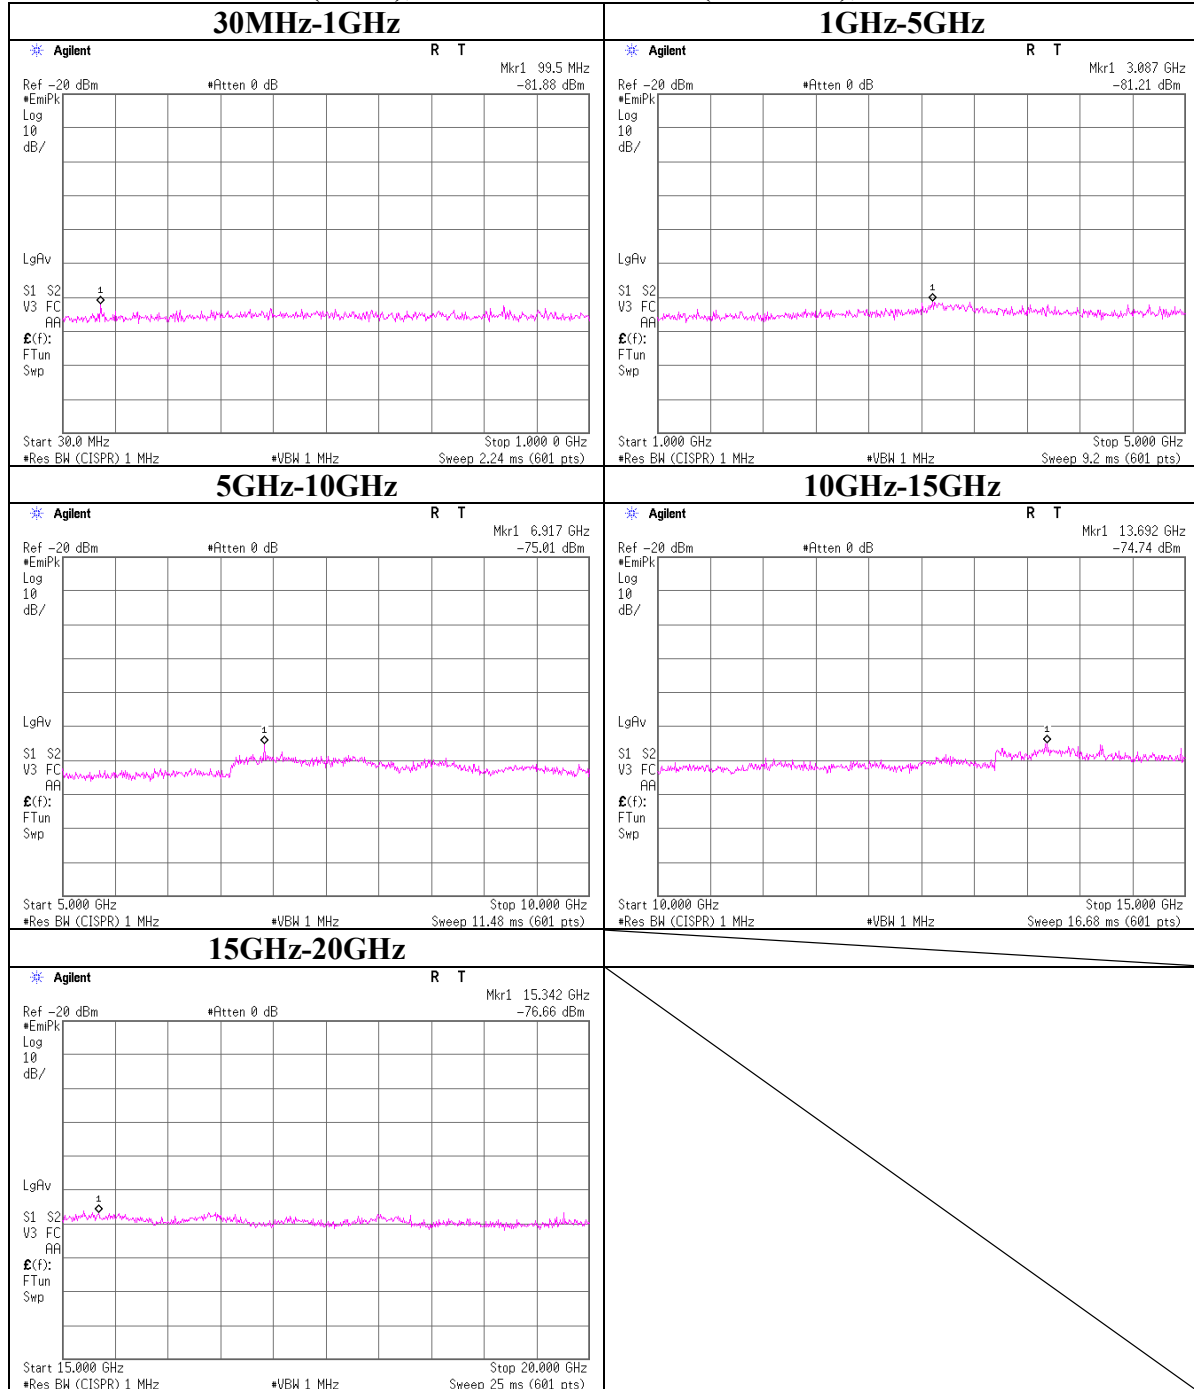 30MHz-1GHz
Agilent R T
Mkr1 99.5 MHz
Ref -20 dBm #Atten 0 dB -81.88 dBm
#EmiPk
Log
10
dB/
LgAv
1
S1 S2
V3 FC
AA
£(f):
FTun
Swp
Start 30.0 MHz Stop 1.000 0 GHz
#Res BW (CISPR) 1 MHz #VBW 1 MHz Sweep 2.24 ms (601 pts)
1GHz-5GHz
Agilent R T
Mkr1 3.087 GHz
Ref -20 dBm #Atten 0 dB -81.21 dBm
#EmiPk
Log
10
dB/
LgAv
1
S1 S2
V3 FC
AA
£(f):
FTun
Swp
Start 1.000 GHz Stop 5.000 GHz
#Res BW (CISPR) 1 MHz #VBW 1 MHz Sweep 9.2 ms (601 pts)
5GHz-10GHz
Agilent R T
Mkr1 6.917 GHz
Ref -20 dBm #Atten 0 dB -75.01 dBm
#EmiPk
Log
10
dB/
LgAv
1
S1 S2
V3 FC
AA
£(f):
FTun
Swp
Start 5.000 GHz Stop 10.000 GHz
#Res BW (CISPR) 1 MHz #VBW 1 MHz Sweep 11.48 ms (601 pts)
10GHz-15GHz
Agilent R T
Mkr1 13.692 GHz
Ref -20 dBm #Atten 0 dB -74.74 dBm
#EmiPk
Log
10
dB/
LgAv
1
S1 S2
V3 FC
AA
£(f):
FTun
Swp
Start 10.000 GHz Stop 15.000 GHz
#Res BW (CISPR) 1 MHz #VBW 1 MHz Sweep 16.68 ms (601 pts)
15GHz-20GHz
Agilent R T
Mkr1 15.342 GHz
Ref -20 dBm #Atten 0 dB -76.66 dBm
#EmiPk
Log
10
dB/
LgAv
1
S1 S2
V3 FC
AA
£(f):
FTun
Swp
Start 15.000 GHz Stop 20.000 GHz
#Res BW (CISPR) 1 MHz #VBW 1 MHz Sweep 25 ms (601 pts)